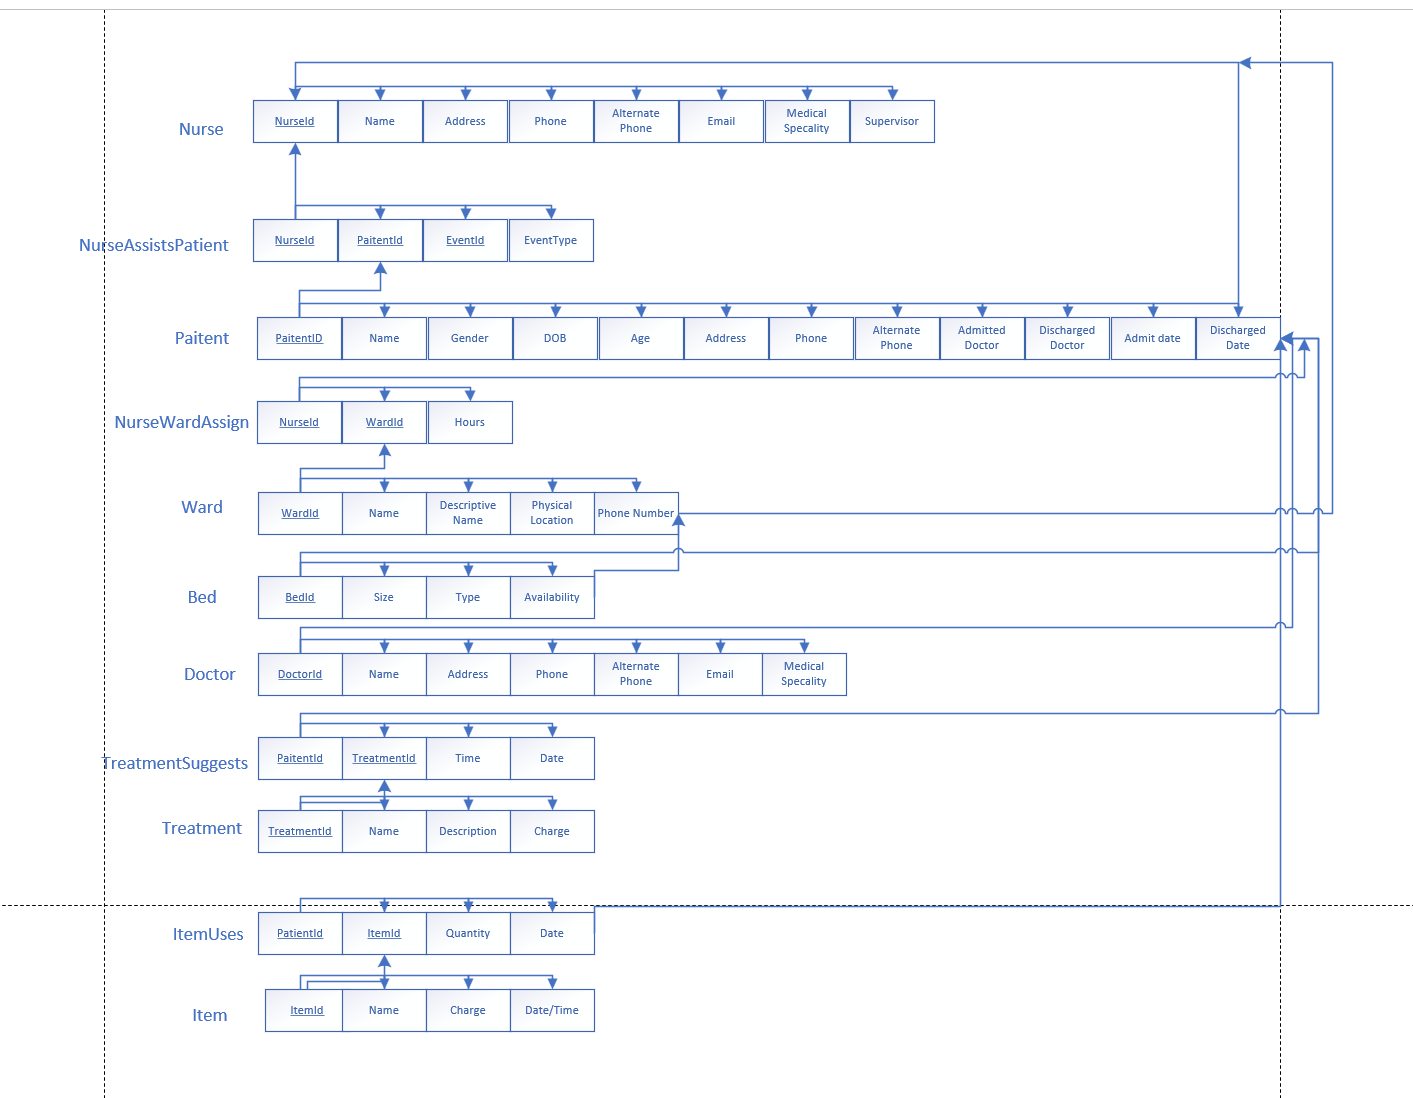 Nurse
NurseId Name Address Phone Alternate Phone Email Medical Specality Supervisor
NurseAssistsPatient
NurseId PaitentId EventId EventType
Paitent
PaitentID Name Gender DOB Age Address Phone Alternate Phone Admitted Doctor Discharged Doctor Admit date Discharged Date
NurseWardAssign
NurseId WardId Hours
Ward
WardId Name Descriptive Name Physical Location Phone Number
Bed
BedId Size Type Availability
Doctor
DoctorId Name Address Phone Alternate Phone Email Medical Specality
TreatmentSuggests
PaitentId TreatmentId Time Date
Treatment
TreatmentId Name Description Charge
ItemUses
PatientId ItemId Quantity Date
Item
ItemId Name Charge Date/Time